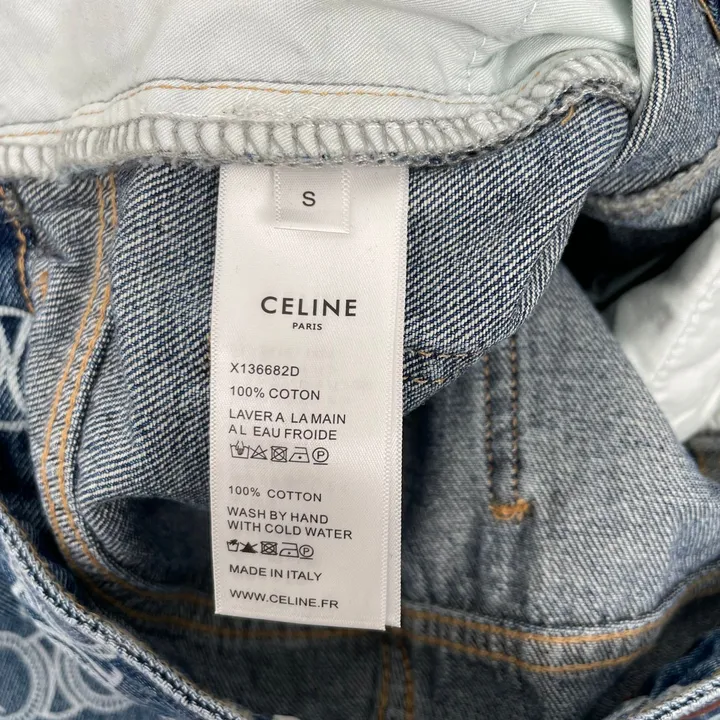 S
CELINE
PARIS
X136682D
100% COTON
LAVER A LA MAIN
A L EAU FROIDE
100% COTTON
WASH BY HAND
WITH COLD WATER
MADE IN ITALY
WWW.CELINE.FR